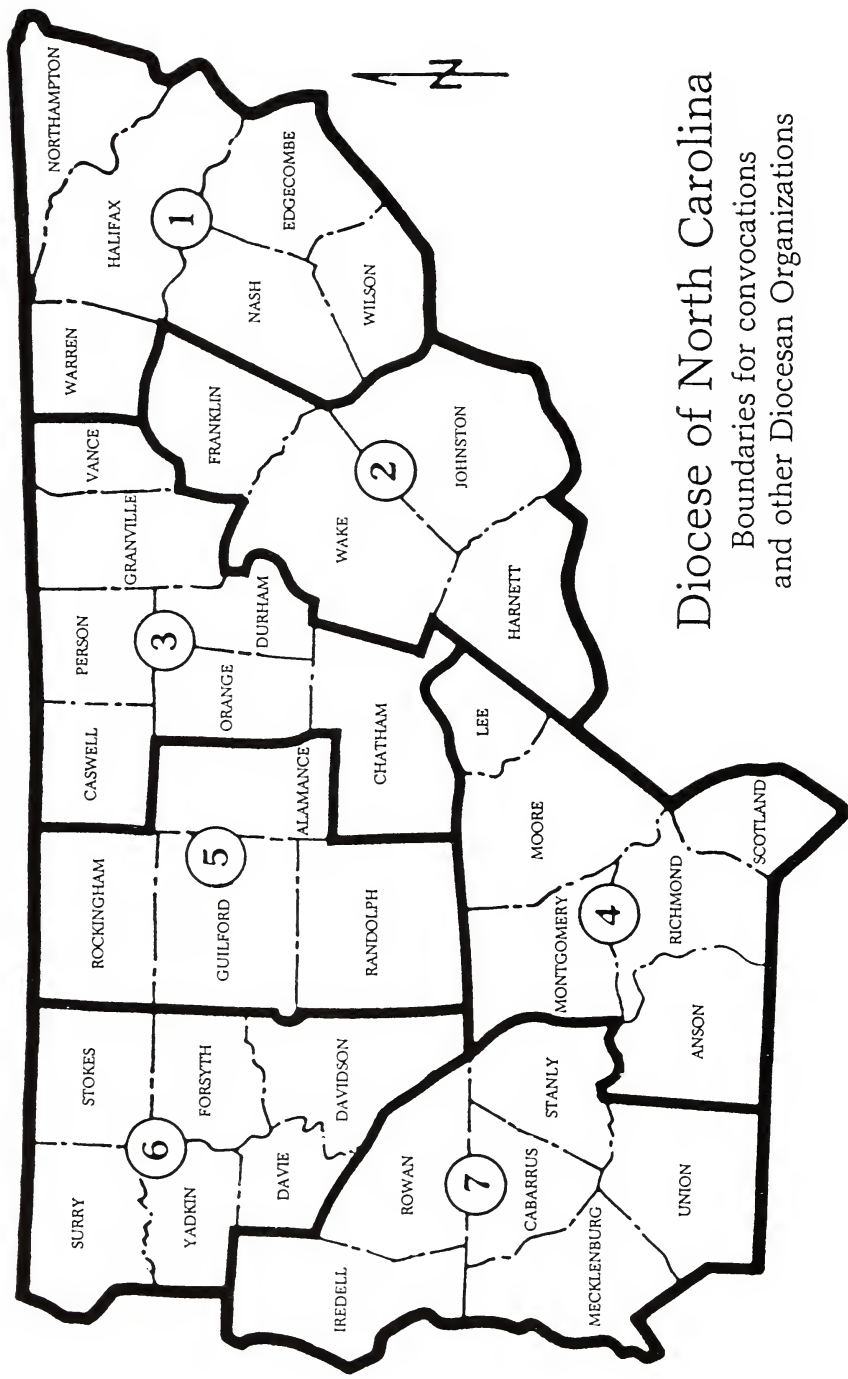 Diocese of North Carolina
Boundaries for convocations
and other Diocesan Organizations
N
SURRY
STOKES
ROCKINGHAM
CASWELL
PERSON
GRANVILLE
VANCE
WARREN
HALIFAX
NORTHAMPTON
6
5
3
1
YADKIN
FORSYTH
GUILFORD
ALAMANCE
ORANGE
DURHAM
FRANKLIN
NASH
EDGECOMBE
DAVIE
DAVIDSON
RANDOLPH
CHATHAM
WAKE
2
WILSON
IREDELL
ROWAN
7
CABARRUS
STANLY
MONTGOMERY
4
MOORE
LEE
HARNETT
JOHNSTON
MECKLENBURG
UNION
ANSON
RICHMOND
SCOTLAND